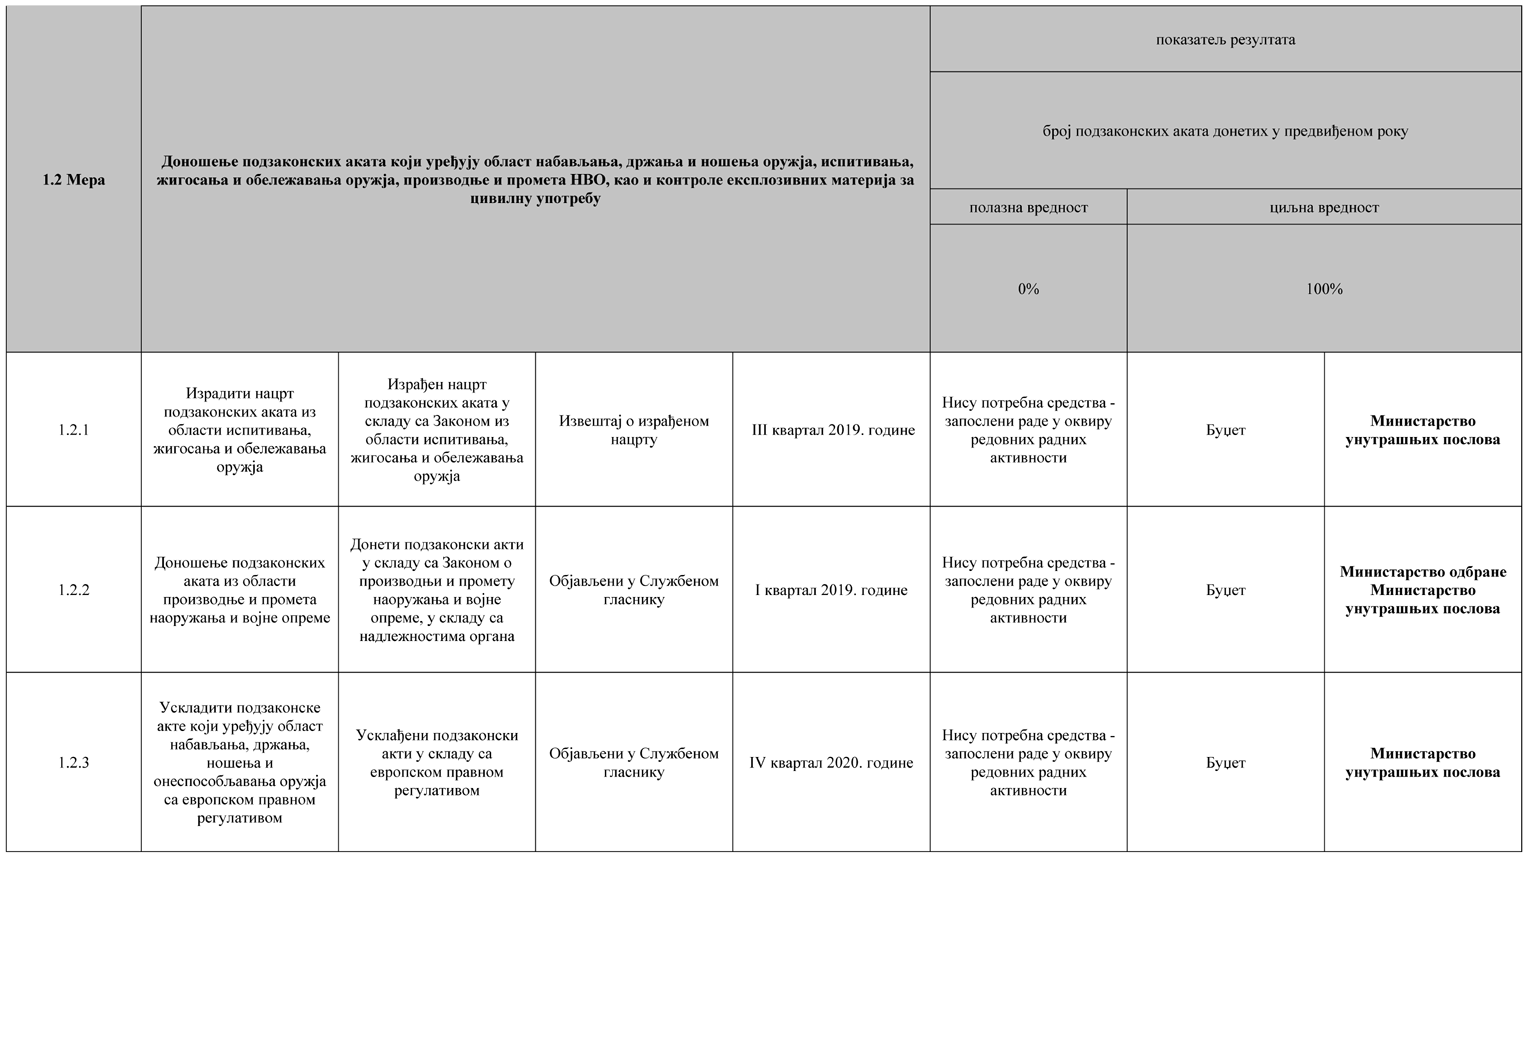 1.2 Мера
Доношење подзаконских аката који уређују област набављања, држања и ношења оружја, испитивања,
жигосања и обележавања оружја, производње и промета НВО, као и контроле експлозивних материја за
цивилну употребу
показатељ резултата
број подзаконских аката донетих у предвиђеном року
полазна вредност
циљна вредност
0%
100%
1.2.1
Израдити нацрт
подзаконских аката из
области испитивања,
жигосања и обележавања
оружја
Израђен нацрт
подзаконских аката у
складу са Законом из
области испитивања,
жигосања и обележавања
оружја
Извештај о израђеном
нацрту
III квартал 2019. године
Нису потребна средства -
запослени раде у оквиру
редовних радних
активности
Буџет
Министарство
унутрашњих послова
1.2.2
Доношење подзаконских
аката из области
производње и промета
наоружања и војне опреме
Донети подзаконски акти
у складу са Законом о
производњи и промету
наоружања и војне
опреме, у складу са
надлежностима органа
Објављени у Службеном
гласнику
I квартал 2019. године
Нису потребна средства -
запослени раде у оквиру
редовних радних
активности
Буџет
Министарство одбране
Министарство
унутрашњих послова
1.2.3
Ускладити подзаконске
акте који уређују област
набављања, држања,
ношења и
онеспособљавања оружја
са европском правном
регулативом
Усклађени подзаконски
акти у складу са
европском правном
регулативом
Објављени у Службеном
гласнику
IV квартал 2020. године
Нису потребна средства -
запослени раде у оквиру
редовних радних
активности
Буџет
Министарство
унутрашњих послова